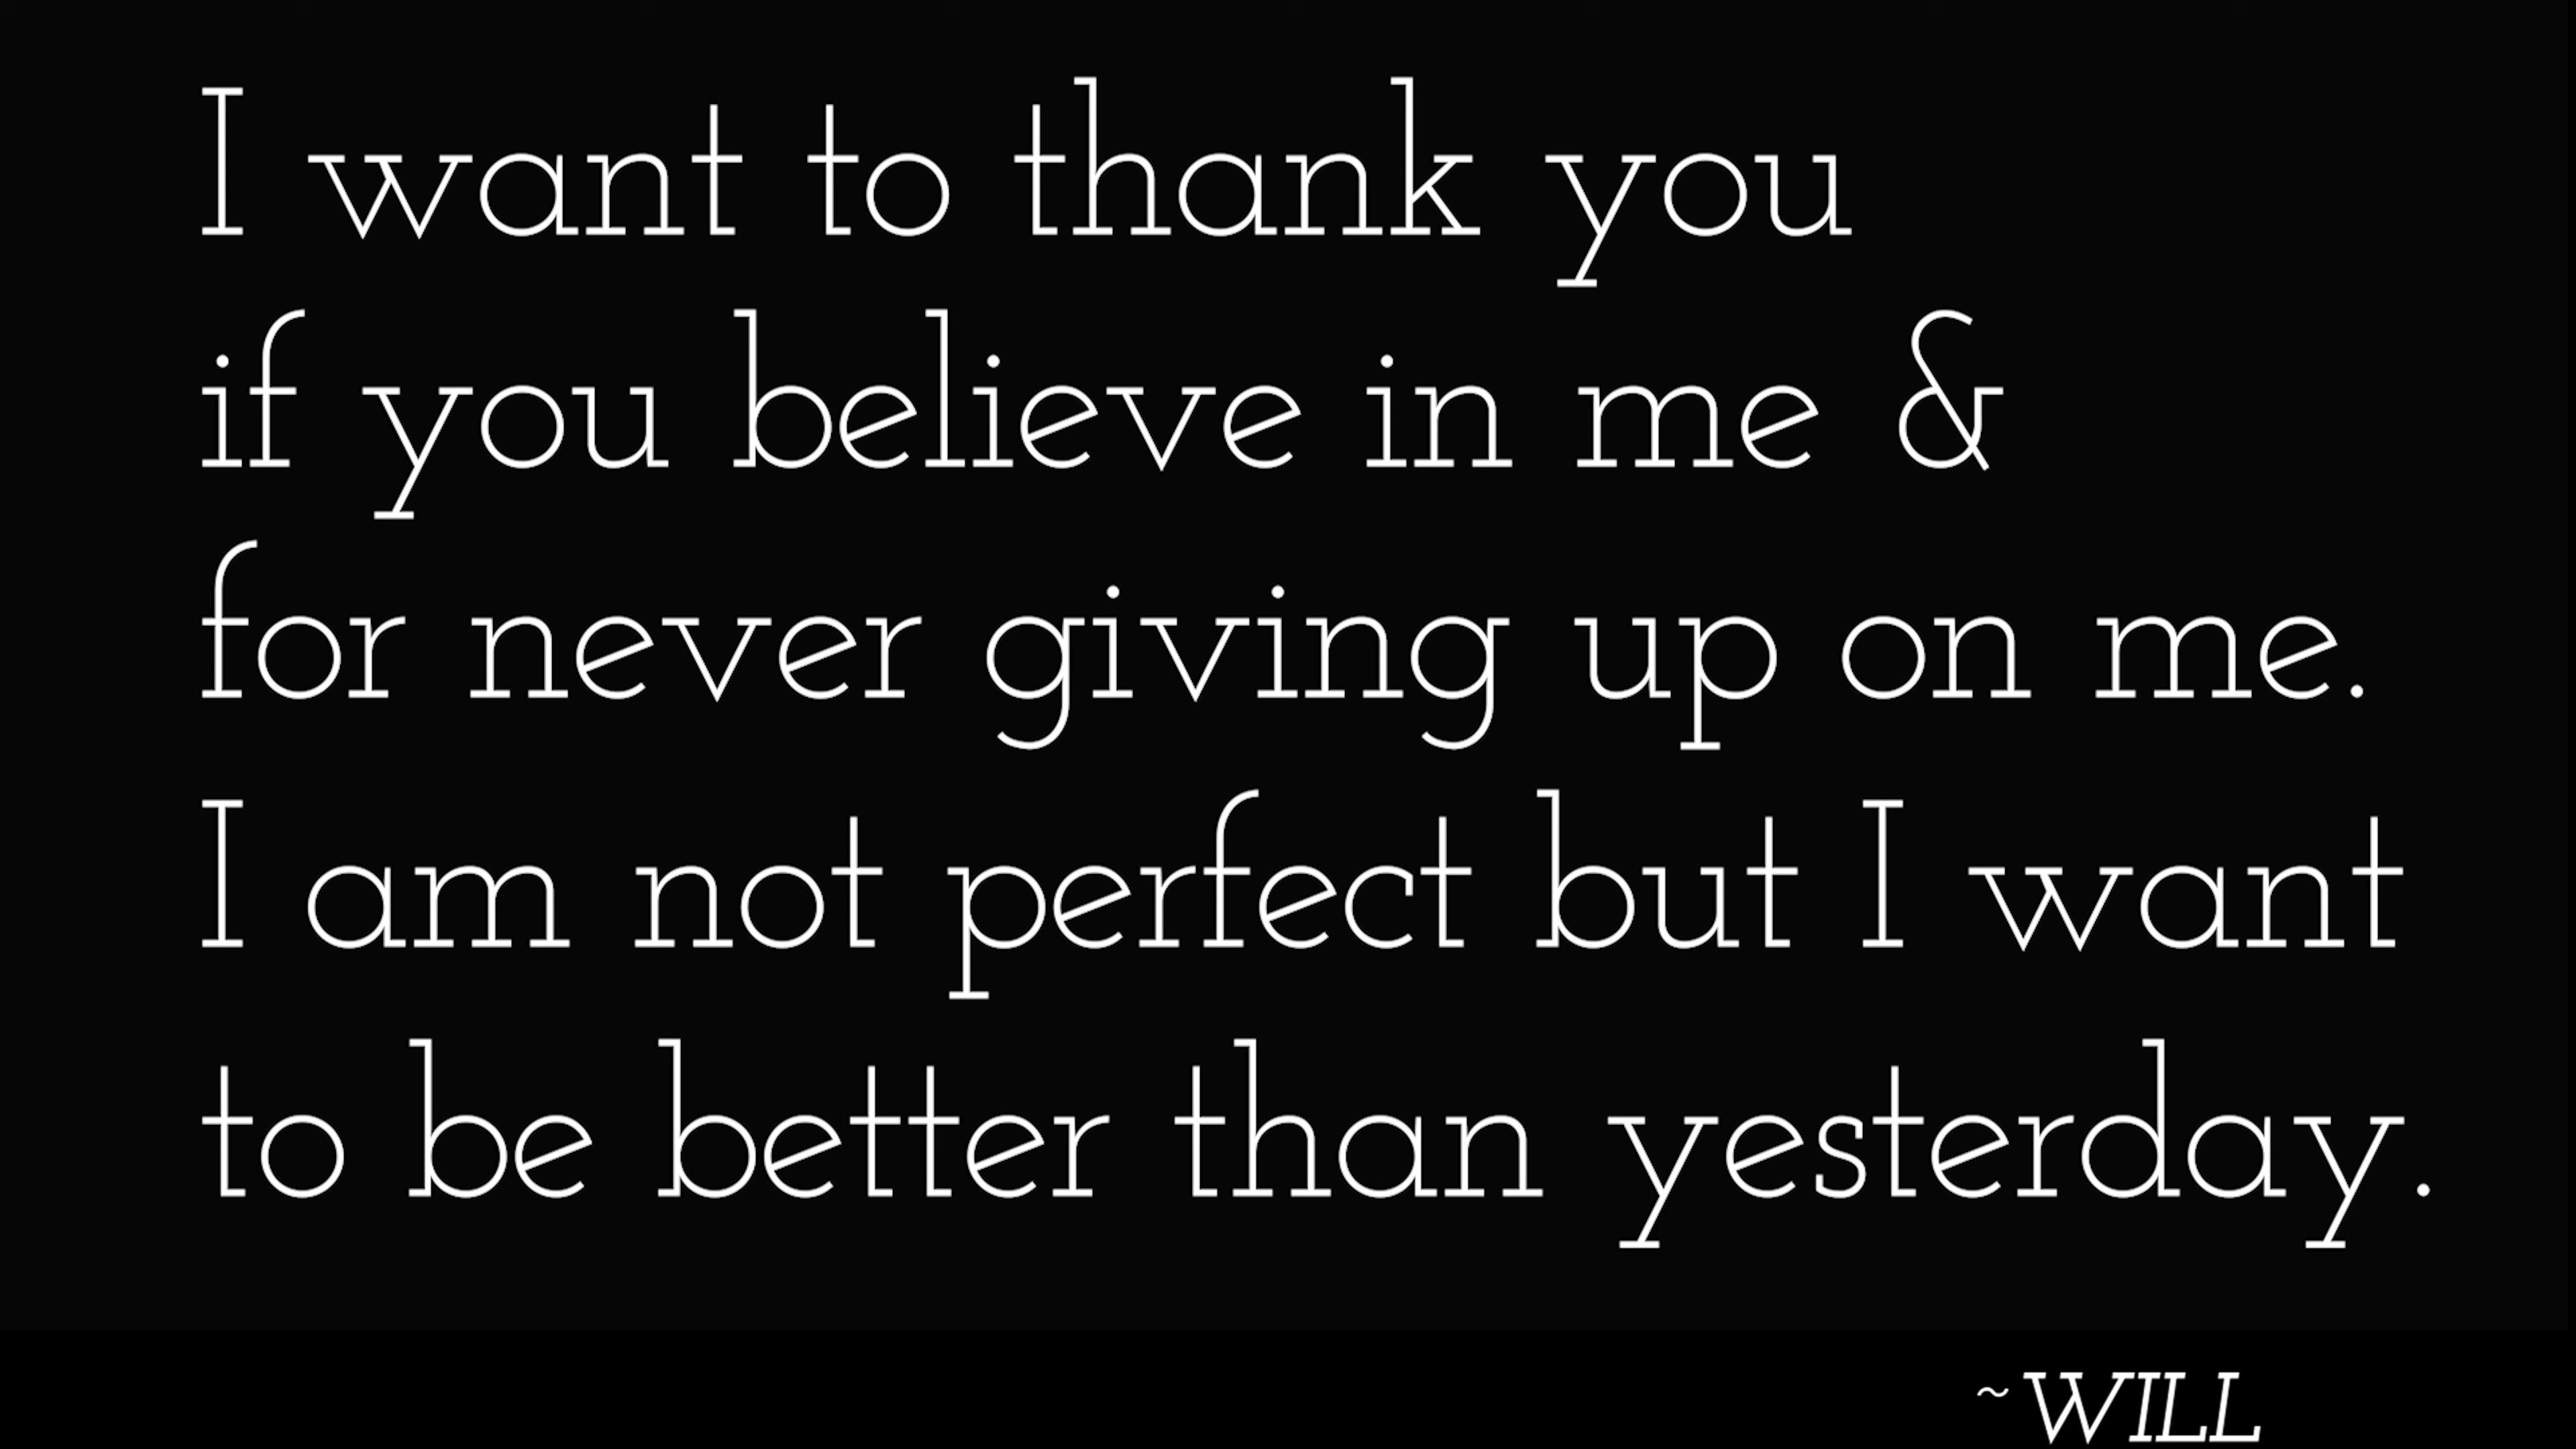 I want to thank you
if you believe in me &
for never giving up on me.
I am not perfect but I want
to be better than yesterday.
~WILL